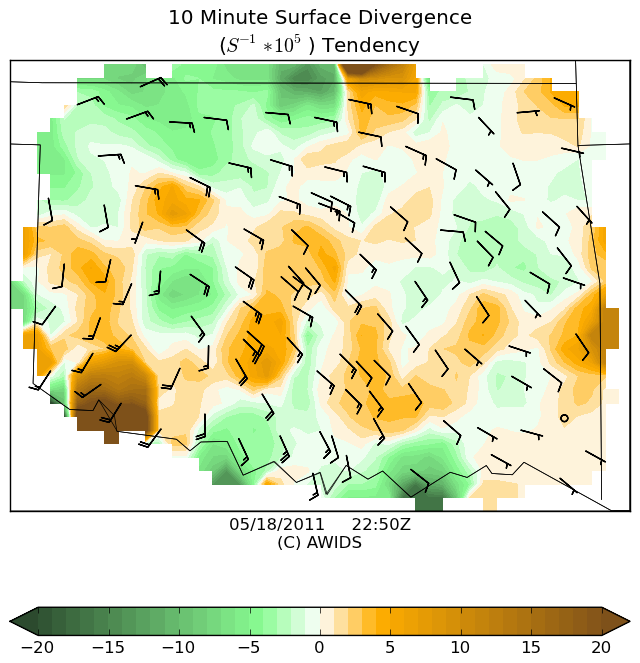 10 Minute Surface Divergence
(S⁻¹ *10⁵ ) Tendency
05/18/2011 22:50Z
(C) AWIDS
−20 −15 −10 −5 0 5 10 15 20